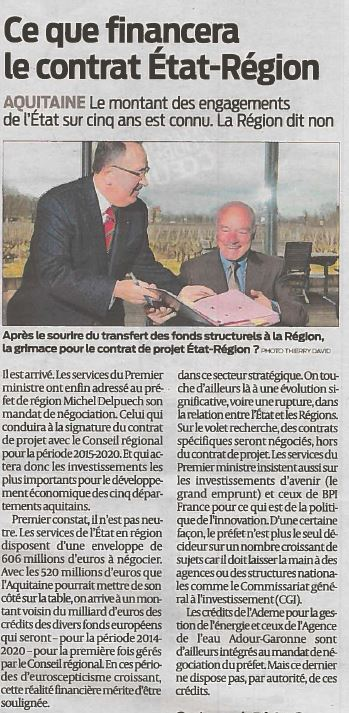 Ce que financera
le contrat État-Région
AQUITAINE Le montant des engagements
de l'État sur cinq ans est connu. La Région dit non
Après le sourire du transfert des fonds structurels à la Région,
la grimace pour le contrat de projet État-Région ? PHOTO THIERRY DAVID
Il est arrivé. Les services du Premier
ministre ont enfin adressé au pré-
fet de région Michel Delpuech son
mandat de négociation. Celui qui
conduira à la signature du contrat
de projet avec le Conseil régional
pour la période 2015-2020. Et qui ac-
tera donc les investissements les
plus importants pour le développe-
ment économique des cinq dépar-
tements aquitains.
Premier constat, il n'est pas neu-
tre. Les services de l'État en région
disposent d'une enveloppe de
606 millions d'euros à négocier.
Avec les 520 millions d'euros que
l'Aquitaine pourrait mettre de son
côté sur la table, on arrive à un mon-
tant voisin du milliard d'euros des
crédits des divers fonds européens
qui seront – pour la période 2014-
2020 – pour la première fois gérés
par le Conseil régional. En ces pério-
des d'euroscepticisme croissant,
cette réalité financière mérite d'être
soulignée.
dans ce secteur stratégique. On tou-
che d'ailleurs là à une évolution si-
gnificative, voire une rupture, dans
la relation entre l'État et les Régions.
Sur le volet recherche, des contrats
spécifiques seront négociés, hors
du contrat de projet. Les services du
Premier ministre insistent aussi sur
les investissements d'avenir (le
grand emprunt) et ceux de BPI
France pour ce qui est de la politi-
que de l'innovation. D'une certaine
façon, le préfet n'est plus le seul dé-
cideur sur un nombre croissant de
sujets car il doit laisser la main à des
agences ou des structures nationa-
les comme le Commissariat général
à l'investissement (CGI).
Les crédits de l'Ademe pour la ges-
tion de l'énergie et ceux de l'Agence
de l'eau Adour-Garonne sont
d'ailleurs intégrés au mandat de né-
gociation du préfet. Mais ce dernier
ne dispose pas, par autorité, de ces
crédits.